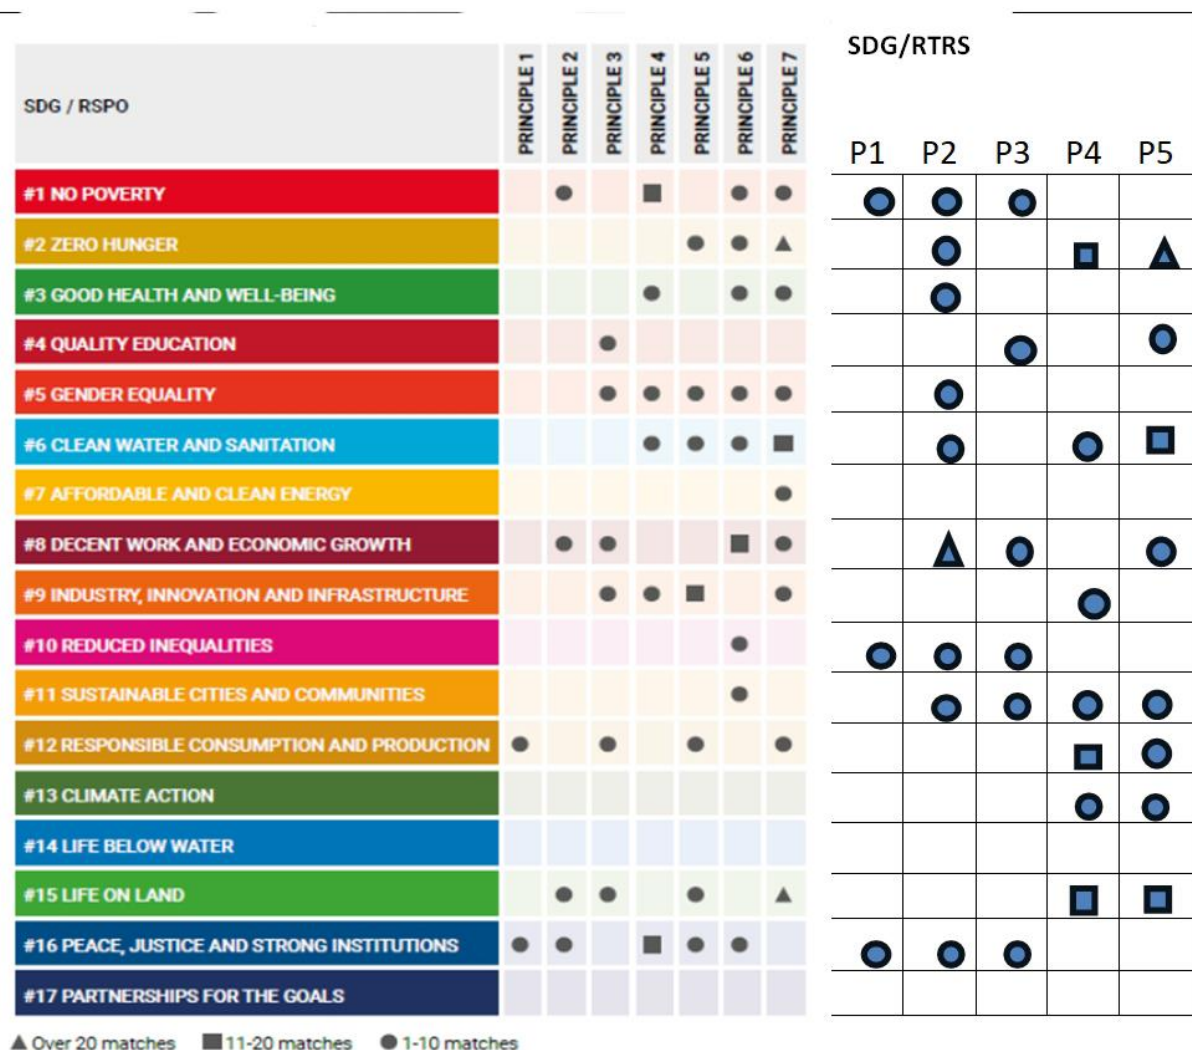 SDG/RTRS
SDG / RSPO
PRINCIPLE 1
PRINCIPLE 2
PRINCIPLE 3
PRINCIPLE 4
PRINCIPLE 5
PRINCIPLE 6
PRINCIPLE 7
P1 P2 P3 P4 P5
#1 NO POVERTY
#2 ZERO HUNGER
#3 GOOD HEALTH AND WELL-BEING
#4 QUALITY EDUCATION
#5 GENDER EQUALITY
#6 CLEAN WATER AND SANITATION
#7 AFFORDABLE AND CLEAN ENERGY
#8 DECENT WORK AND ECONOMIC GROWTH
#9 INDUSTRY, INNOVATION AND INFRASTRUCTURE
#10 REDUCED INEQUALITIES
#11 SUSTAINABLE CITIES AND COMMUNITIES
#12 RESPONSIBLE CONSUMPTION AND PRODUCTION
#13 CLIMATE ACTION
#14 LIFE BELOW WATER
#15 LIFE ON LAND
#16 PEACE, JUSTICE AND STRONG INSTITUTIONS
#17 PARTNERSHIPS FOR THE GOALS
▲ Over 20 matches ■ 11-20 matches ● 1-10 matches